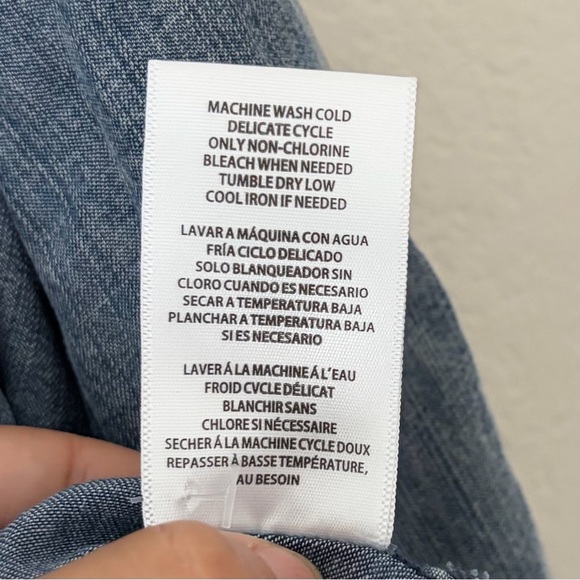 MACHINE WASH COLD
DELICATE CYCLE
ONLY NON-CHLORINE
BLEACH WHEN NEEDED
TUMBLE DRY LOW
COOL IRON IF NEEDED
LAVAR A MÁQUINA CON AGUA
FRÍA CICLO DELICADO
SOLO BLANQUEADOR SIN
CLORO CUANDO ES NECESARIO
SECAR A TEMPERATURA BAJA
PLANCHAR A TEMPERATURA BAJA
SI ES NECESARIO
LAVER Á LA MACHINE Á L'EAU
FROID CVCLE DÉLICAT
BLANCHIR SANS
CHLORE SI NÉCESSAIRE
SECHER Á LA MACHINE CYCLE DOUX
REPASSER À BASSE TEMPÉRATURE,
AU BESOIN